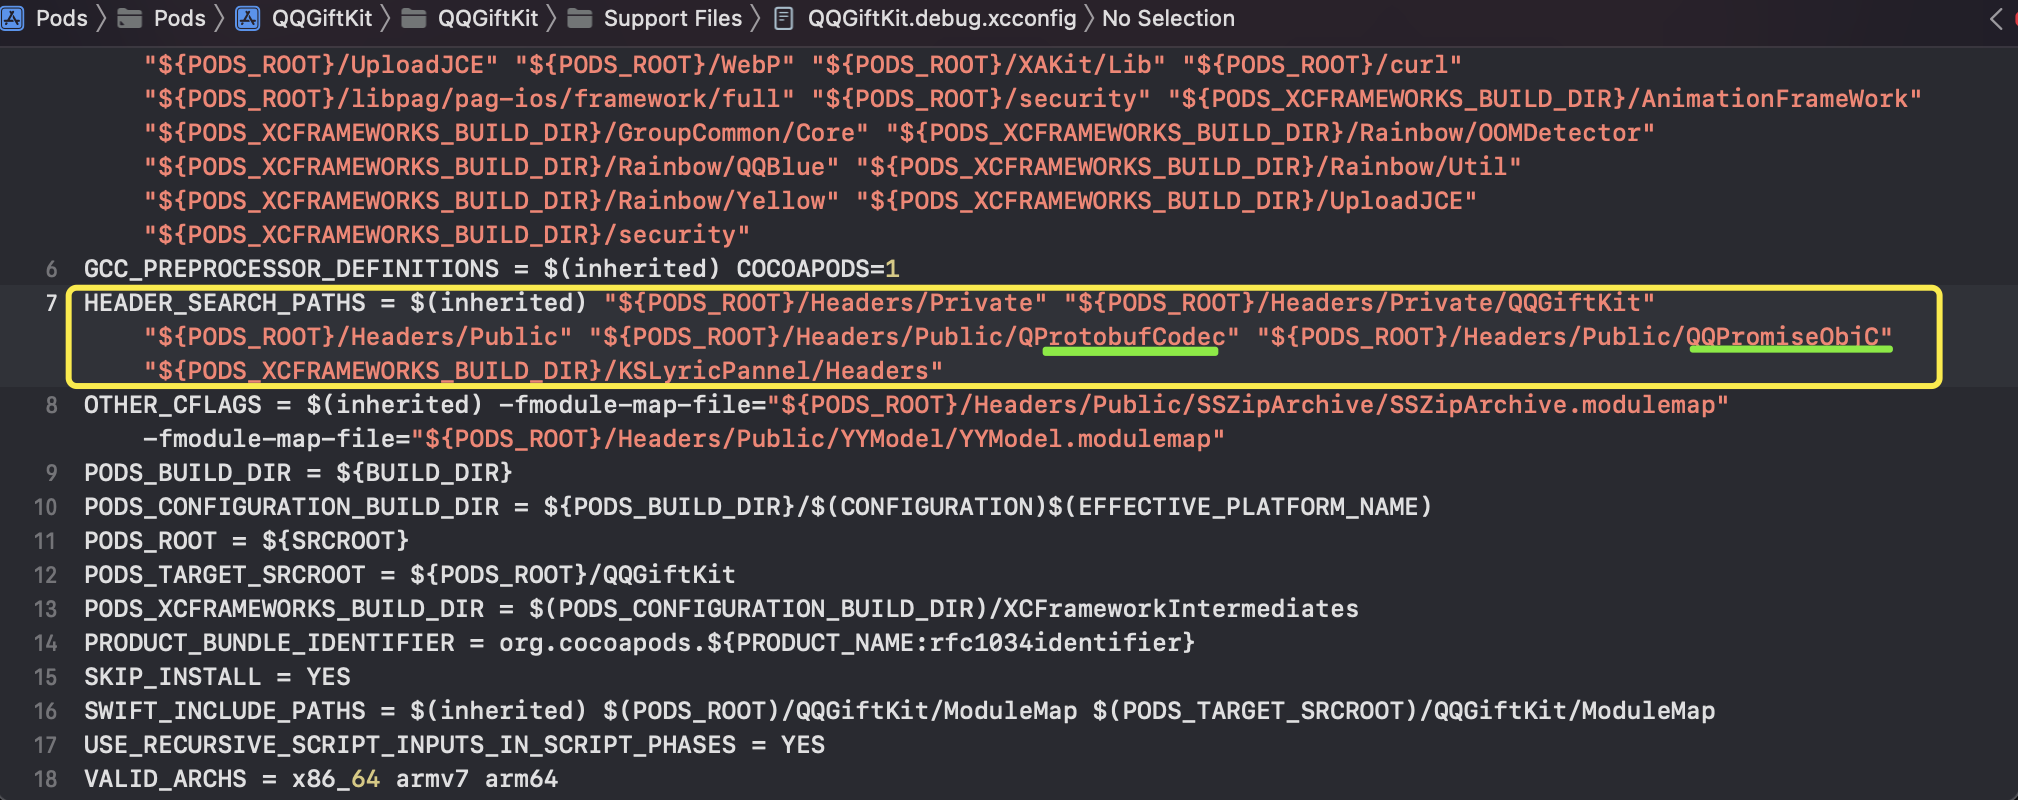 Pods Pods QQGiftKit QQGiftKit Support Files QQGiftKit.debug.xcconfig No Selection
"${PODS_ROOT}/UploadJCE" "${PODS_ROOT}/WebP" "${PODS_ROOT}/XAKit/Lib" "${PODS_ROOT}/curl"
"${PODS_ROOT}/libpag/pag-ios/framework/full" "${PODS_ROOT}/security" "${PODS_XCFRAMEWORKS_BUILD_DIR}/AnimationFrameWork"
"${PODS_XCFRAMEWORKS_BUILD_DIR}/GroupCommon/Core" "${PODS_XCFRAMEWORKS_BUILD_DIR}/Rainbow/OOMDetector"
"${PODS_XCFRAMEWORKS_BUILD_DIR}/Rainbow/QQBlue" "${PODS_XCFRAMEWORKS_BUILD_DIR}/Rainbow/Util"
"${PODS_XCFRAMEWORKS_BUILD_DIR}/Rainbow/Yellow" "${PODS_XCFRAMEWORKS_BUILD_DIR}/UploadJCE"
"${PODS_XCFRAMEWORKS_BUILD_DIR}/security"
6 GCC_PREPROCESSOR_DEFINITIONS = $(inherited) COCOAPODS=1
7 HEADER_SEARCH_PATHS = $(inherited) "${PODS_ROOT}/Headers/Private" "${PODS_ROOT}/Headers/Private/QQGiftKit"
"${PODS_ROOT}/Headers/Public" "${PODS_ROOT}/Headers/Public/QProtobufCodec" "${PODS_ROOT}/Headers/Public/QQPromiseObjC"
"${PODS_XCFRAMEWORKS_BUILD_DIR}/KSLyricPannel/Headers"
8 OTHER_CFLAGS = $(inherited) -fmodule-map-file="${PODS_ROOT}/Headers/Public/SSZipArchive/SSZipArchive.modulemap"
-fmodule-map-file="${PODS_ROOT}/Headers/Public/YYModel/YYModel.modulemap"
9 PODS_BUILD_DIR = ${BUILD_DIR}
10 PODS_CONFIGURATION_BUILD_DIR = ${PODS_BUILD_DIR}/$(CONFIGURATION)$(EFFECTIVE_PLATFORM_NAME)
11 PODS_ROOT = ${SRCROOT}
12 PODS_TARGET_SRCROOT = ${PODS_ROOT}/QQGiftKit
13 PODS_XCFRAMEWORKS_BUILD_DIR = $(PODS_CONFIGURATION_BUILD_DIR)/XCFrameworkIntermediates
14 PRODUCT_BUNDLE_IDENTIFIER = org.cocoapods.${PRODUCT_NAME:rfc1034identifier}
15 SKIP_INSTALL = YES
16 SWIFT_INCLUDE_PATHS = $(inherited) $(PODS_ROOT)/QQGiftKit/ModuleMap $(PODS_TARGET_SRCROOT)/QQGiftKit/ModuleMap
17 USE_RECURSIVE_SCRIPT_INPUTS_IN_SCRIPT_PHASES = YES
18 VALID_ARCHS = x86_64 armv7 arm64